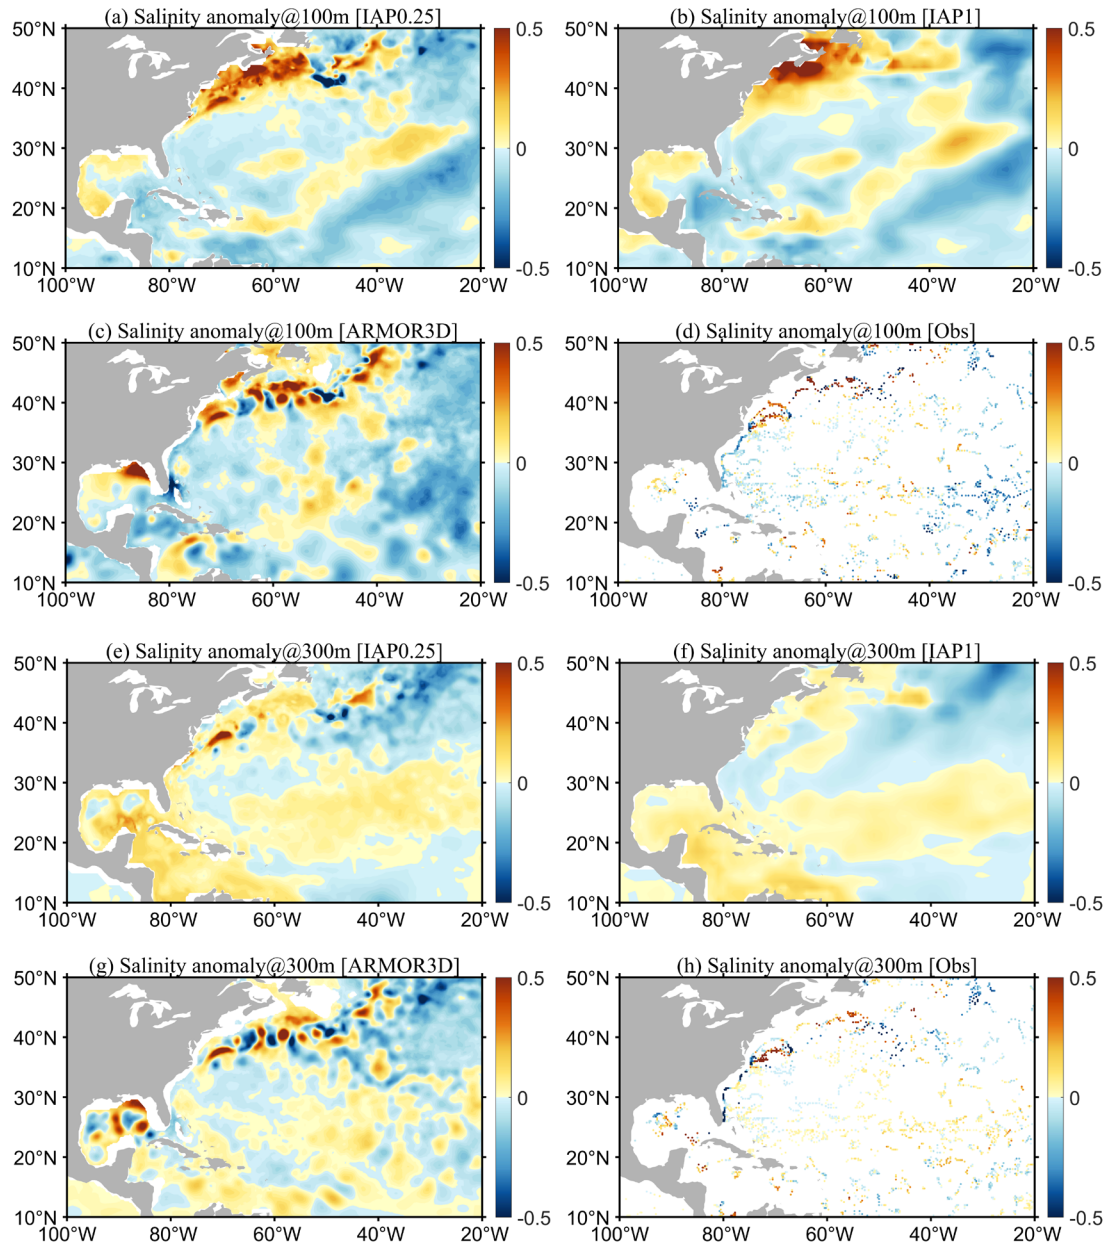 (a) Salinity anomaly@100m [IAP0.25]
50°N
40°N
30°N
20°N
10°N
100°W 80°W 60°W 40°W 20°W
0.5
0
-0.5
(b) Salinity anomaly@100m [IAP1]
50°N
40°N
30°N
20°N
10°N
100°W 80°W 60°W 40°W 20°W
0.5
0
-0.5
(c) Salinity anomaly@100m [ARMOR3D]
50°N
40°N
30°N
20°N
10°N
100°W 80°W 60°W 40°W 20°W
0.5
0
-0.5
(d) Salinity anomaly@100m [Obs]
50°N
40°N
30°N
20°N
10°N
100°W 80°W 60°W 40°W 20°W
0.5
0
-0.5
(e) Salinity anomaly@300m [IAP0.25]
50°N
40°N
30°N
20°N
10°N
100°W 80°W 60°W 40°W 20°W
0.5
0
-0.5
(f) Salinity anomaly@300m [IAP1]
50°N
40°N
30°N
20°N
10°N
100°W 80°W 60°W 40°W 20°W
0.5
0
-0.5
(g) Salinity anomaly@300m [ARMOR3D]
50°N
40°N
30°N
20°N
10°N
100°W 80°W 60°W 40°W 20°W
0.5
0
-0.5
(h) Salinity anomaly@300m [Obs]
50°N
40°N
30°N
20°N
10°N
100°W 80°W 60°W 40°W 20°W
0.5
0
-0.5